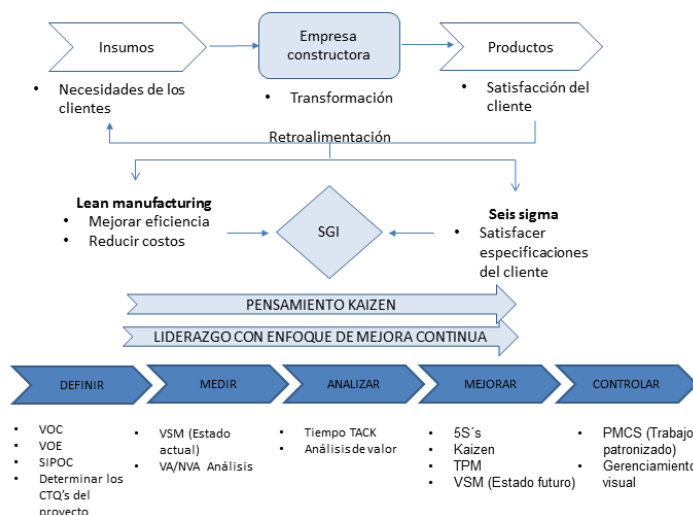 Insumos
Empresa
constructora
Productos
• Necesidades de los
clientes
• Transformación
• Satisfacción del
cliente
Retroalimentación
Lean manufacturing
• Mejorar eficiencia
• Reducir costos
SGI
Seis sigma
• Satisfacer
especificaciones
del cliente
PENSAMIENTO KAIZEN
LIDERAZGO CON ENFOQUE DE MEJORA CONTINUA
DEFINIR
MEDIR
ANALIZAR
MEJORAR
CONTROLAR
• VOC
• VOE
• SIPOC
• Determinar los
CTQ's del
proyecto
• VSM (Estado
actual)
• VA/NVA Análisis
• Tiempo TACK
• Análisis de valor
• 5S´s
• Kaizen
• TPM
• VSM (Estado futuro)
• PMCS (Trabajo
patronizado)
• Gerenciamiento
visual